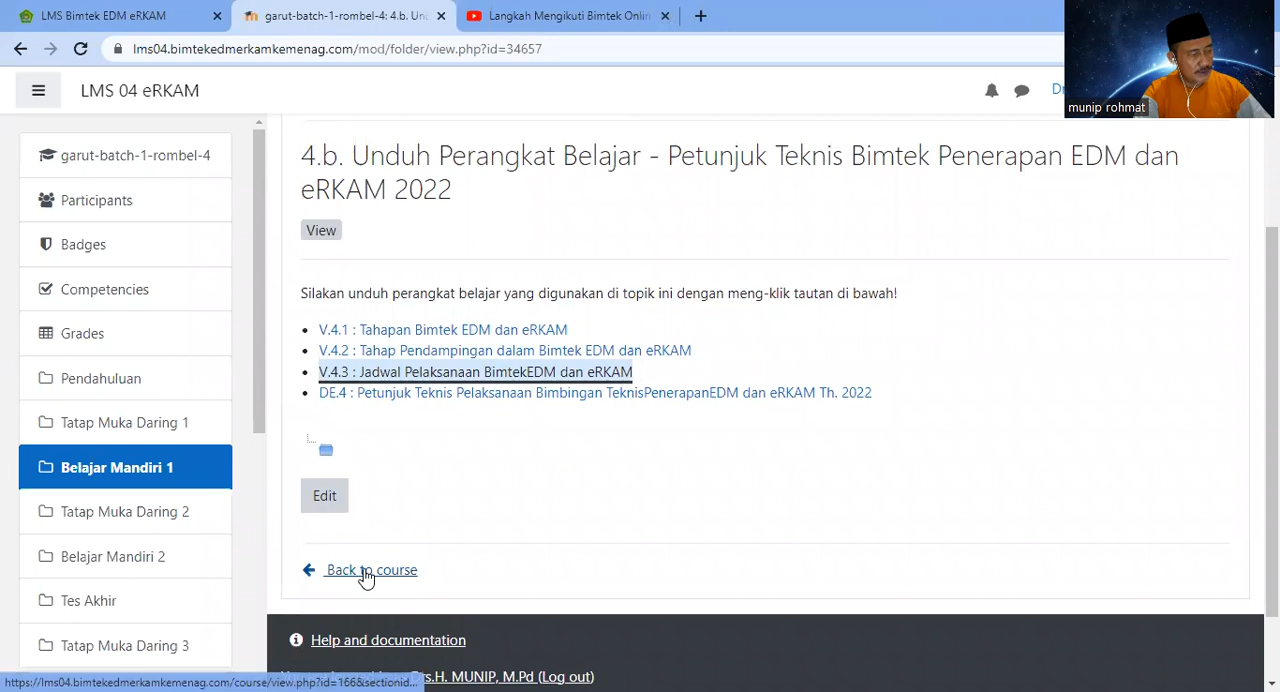 LMS Bimtek EDM eRKAM
garut-batch-1-rombel-4: 4.b. Und
Langkah Mengikuti Bimtek Onlin
lms04.bimtekedmerkamkemenag.com/mod/folder/view.php?id=34657
munip rohmat
LMS 04 eRKAM
garut-batch-1-rombel-4
Participants
Badges
Competencies
Grades
Pendahuluan
Tatap Muka Daring 1
Belajar Mandiri 1
Tatap Muka Daring 2
Belajar Mandiri 2
Tes Akhir
Tatap Muka Daring 3
4.b. Unduh Perangkat Belajar - Petunjuk Teknis Bimtek Penerapan EDM dan
eRKAM 2022
View
Silakan unduh perangkat belajar yang digunakan di topik ini dengan meng-klik tautan di bawah!
V.4.1 : Tahapan Bimtek EDM dan eRKAM
V.4.2 : Tahap Pendampingan dalam Bimtek EDM dan eRKAM
V.4.3 : Jadwal Pelaksanaan BimtekEDM dan eRKAM
DE.4 : Petunjuk Teknis Pelaksanaan Bimbingan TeknisPenerapanEDM dan eRKAM Th. 2022
Edit
Back to course
Help and documentation
Drs.H. MUNIP, M.Pd (Log out)
https://lms04.bimtekedmerkamkemenag.com/course/view.php?id=166&sectionid...